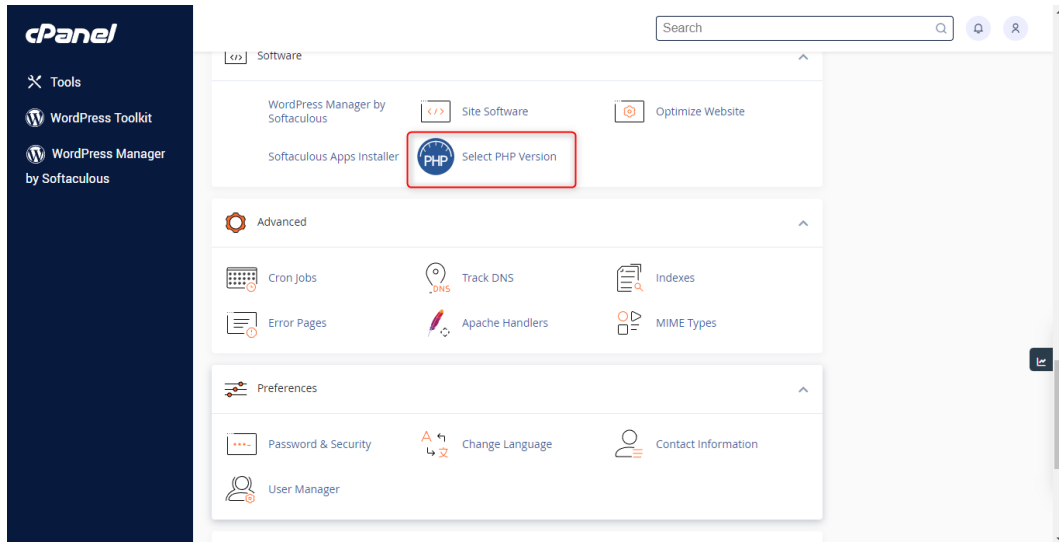 cPanel
Search
Tools
WordPress Toolkit
WordPress Manager
by Softaculous
Software
WordPress Manager by
Softaculous
Site Software
Optimize Website
Softaculous Apps Installer
PHP
Select PHP Version
Advanced
Cron Jobs
DNS
Track DNS
Indexes
Error Pages
Apache Handlers
MIME Types
Preferences
Password & Security
A
文
Change Language
Contact Information
User Manager